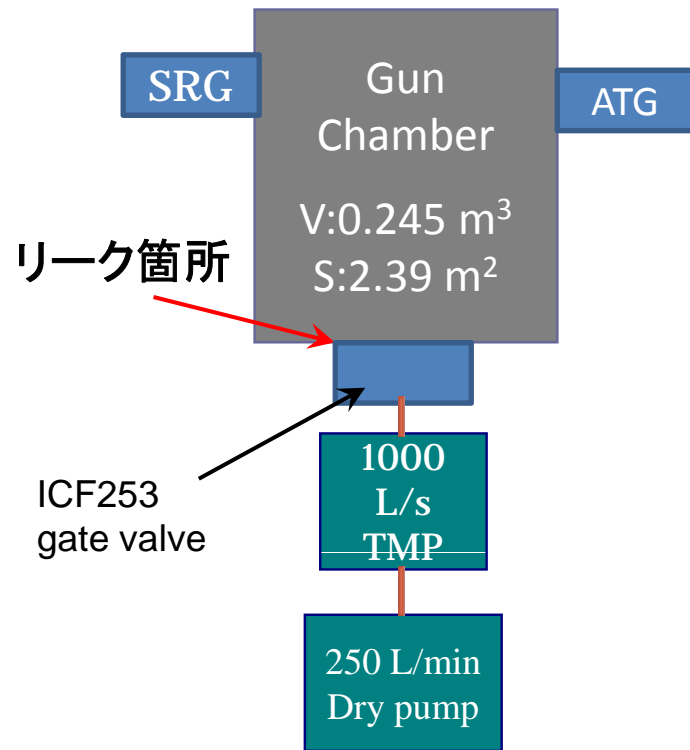 SRG
Gun
Chamber
ATG
V:0.245 m³
S:2.39 m²
リーク箇所
ICF253
gate valve
1000
L/s
TMP
250 L/min
Dry pump